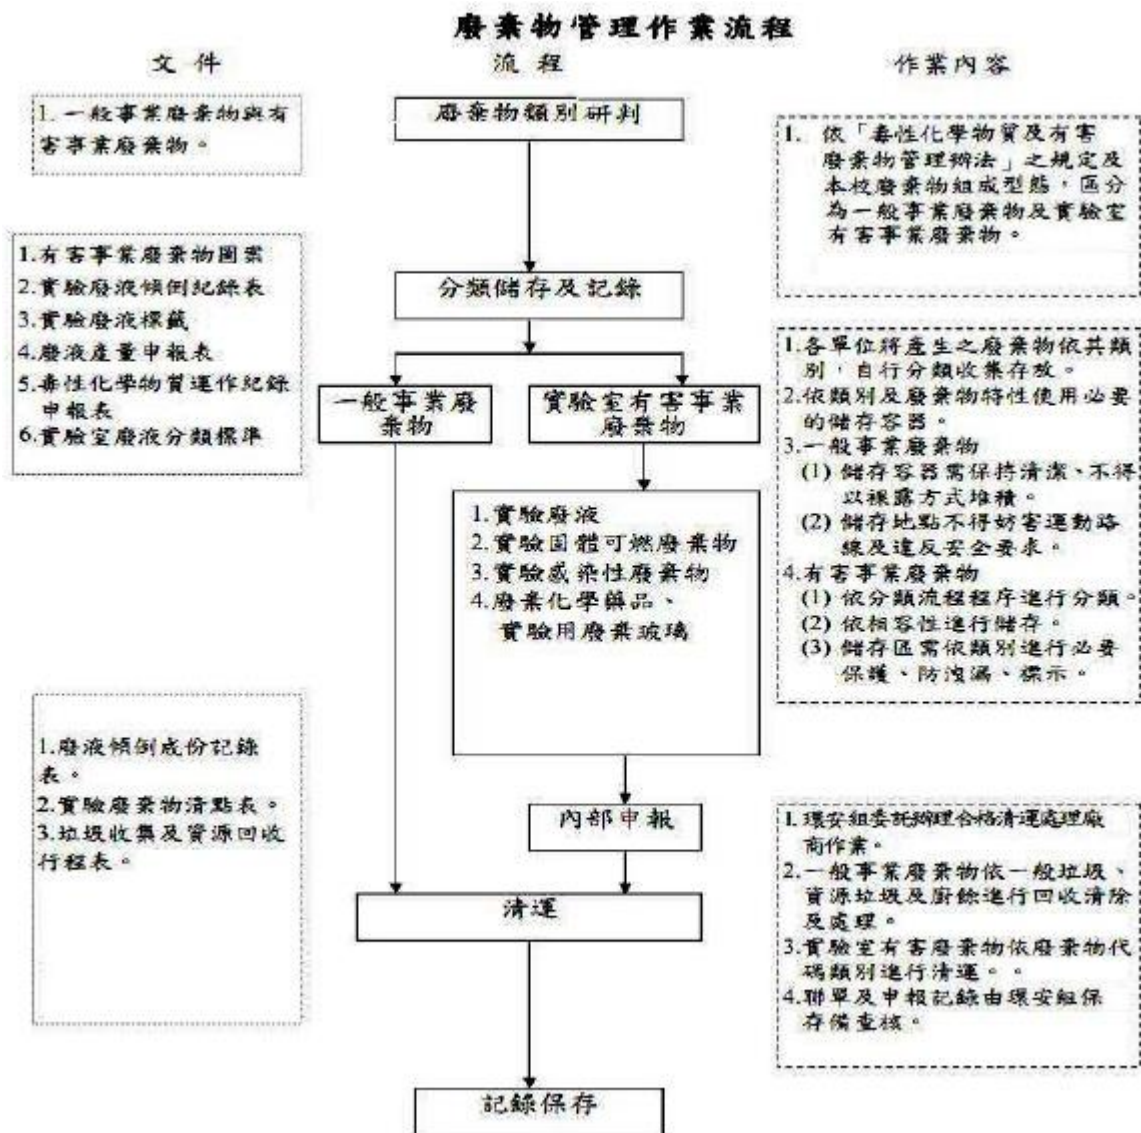 廢棄物管理作業流程
文件
流程
作業內容
1. 一般事業廢棄物與有
害事業廢棄物。
廢棄物類別研判
1. 依「毒性化學物質及有害
廢棄物管理辦法」之規定及
本校廢棄物組成型態，區分
為一般事業廢棄物及實驗室
有害事業廢棄物。
1.有害事業廢棄物圖案
2.實驗廢液傾倒紀錄表
3.實驗廢液標籤
4.廢液產量申報表
5.毒性化學物質運作紀錄
申報表
6.實驗室廢液分類標準
分類儲存及記錄
一般事業廢
棄物
實驗室有害事業
廢棄物
1.實驗廢液
2.實驗固體可燃廢棄物
3.實驗感染性廢棄物
4.廢棄化學藥品、
實驗用廢棄玻璃
1.各單位將產生之廢棄物依其類
別，自行分類收集存放。
2.依類別及廢棄物特性使用必要
的儲存容器。
3.一般事業廢棄物
(1) 儲存容器需保持清潔、不得
以裸露方式堆積。
(2) 儲存地點不得妨害運動路
線及違反安全要求。
4.有害事業廢棄物
(1) 依分類流程程序進行分類。
(2) 依相容性進行儲存。
(3) 儲存區需依類別進行必要
保護、防洩漏、標示。
1.廢液傾倒成份記錄
表。
2.實驗廢棄物清點表。
3.垃圾收集及資源回收
行程表。
內部申報
清運
1.環安組委託辦理合格清運處理廠
商作業。
2.一般事業廢棄物依一般垃圾、
資源垃圾及廚餘進行回收清除
及處理。
3.實驗室有害廢棄物依廢棄物代
碼類別進行清運。。
4.聯單及申報記錄由環安組保
存備查核。
記錄保存